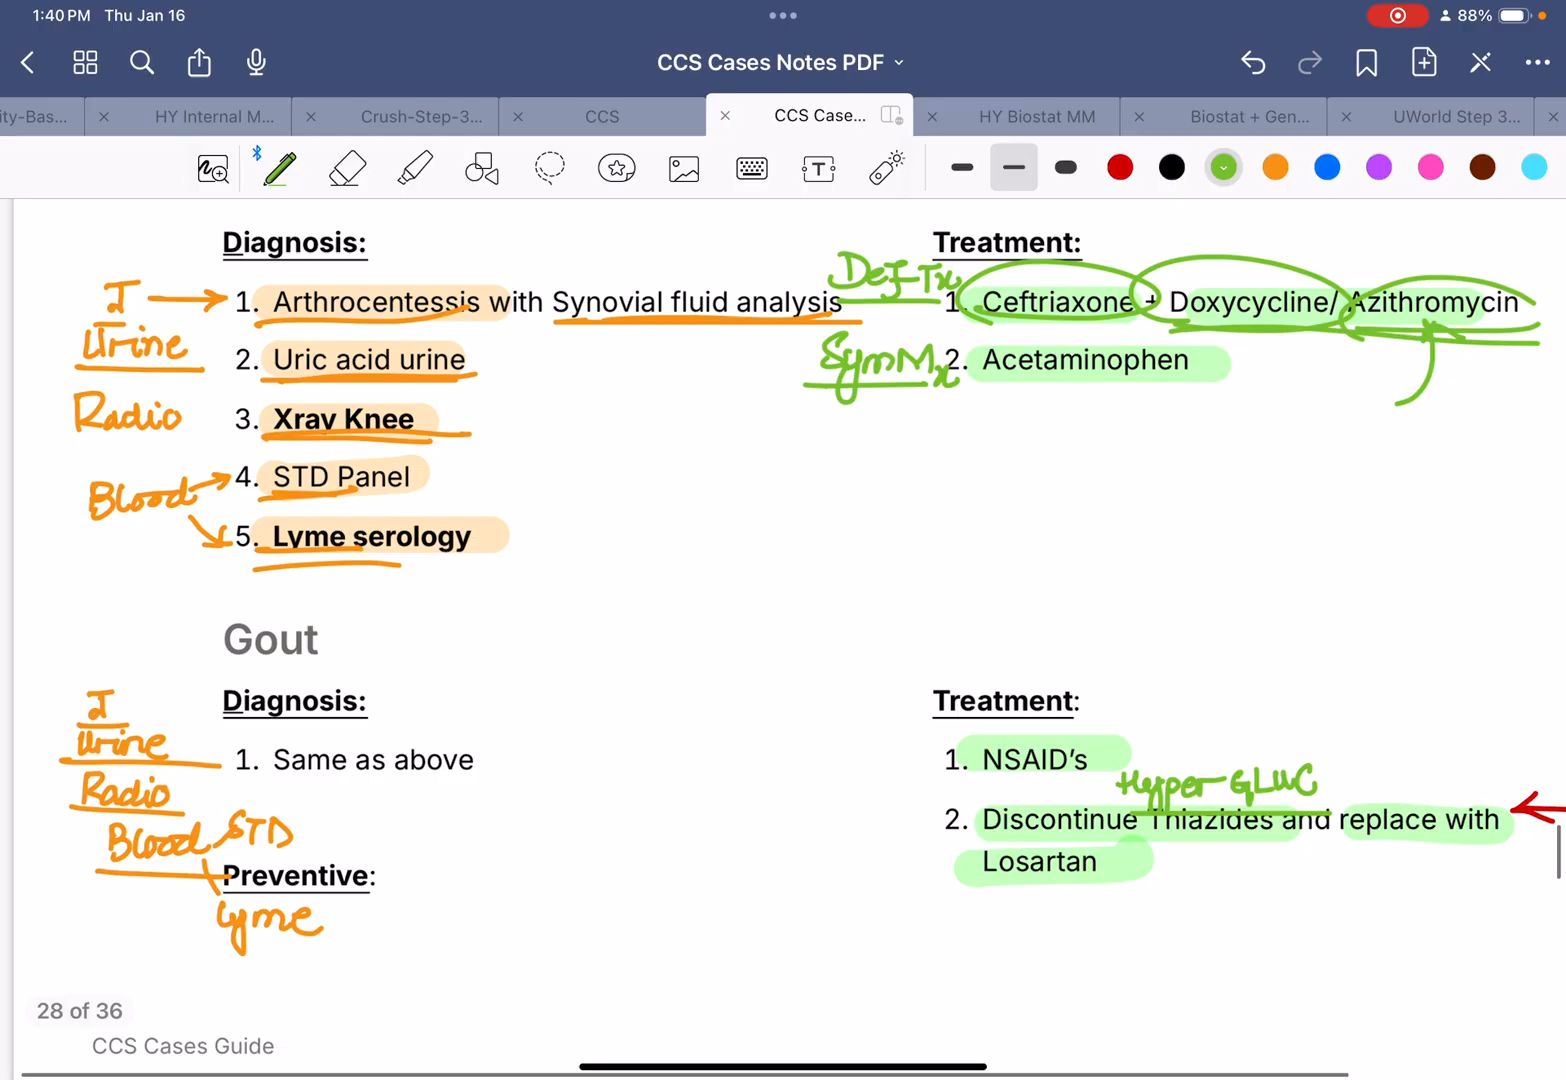 1:40 PM Thu Jan 16
88%
CCS Cases Notes PDF
ity-Bas...
HY Internal M...
Crush-Step-3...
CCS
CCS Case...
HY Biostat MM
Biostat + Gen...
UWorld Step 3...
Diagnosis:
1. Arthrocentessis with Synovial fluid analysis
2. Uric acid urine
3. Xray Knee
4. STD Panel
5. Lyme serology
Urine
Radio
Blood
Treatment:
Def-Tx
1. Ceftriaxone + Doxycycline/ Azithromycin
SymMx
2. Acetaminophen
Gout
Diagnosis:
1. Same as above
Urine
Radio
Blood
STD
Lyme
Preventive:
Treatment:
1. NSAID's
Hyper-GLUC
2. Discontinue Thiazides and replace with
Losartan
28 of 36
CCS Cases Guide